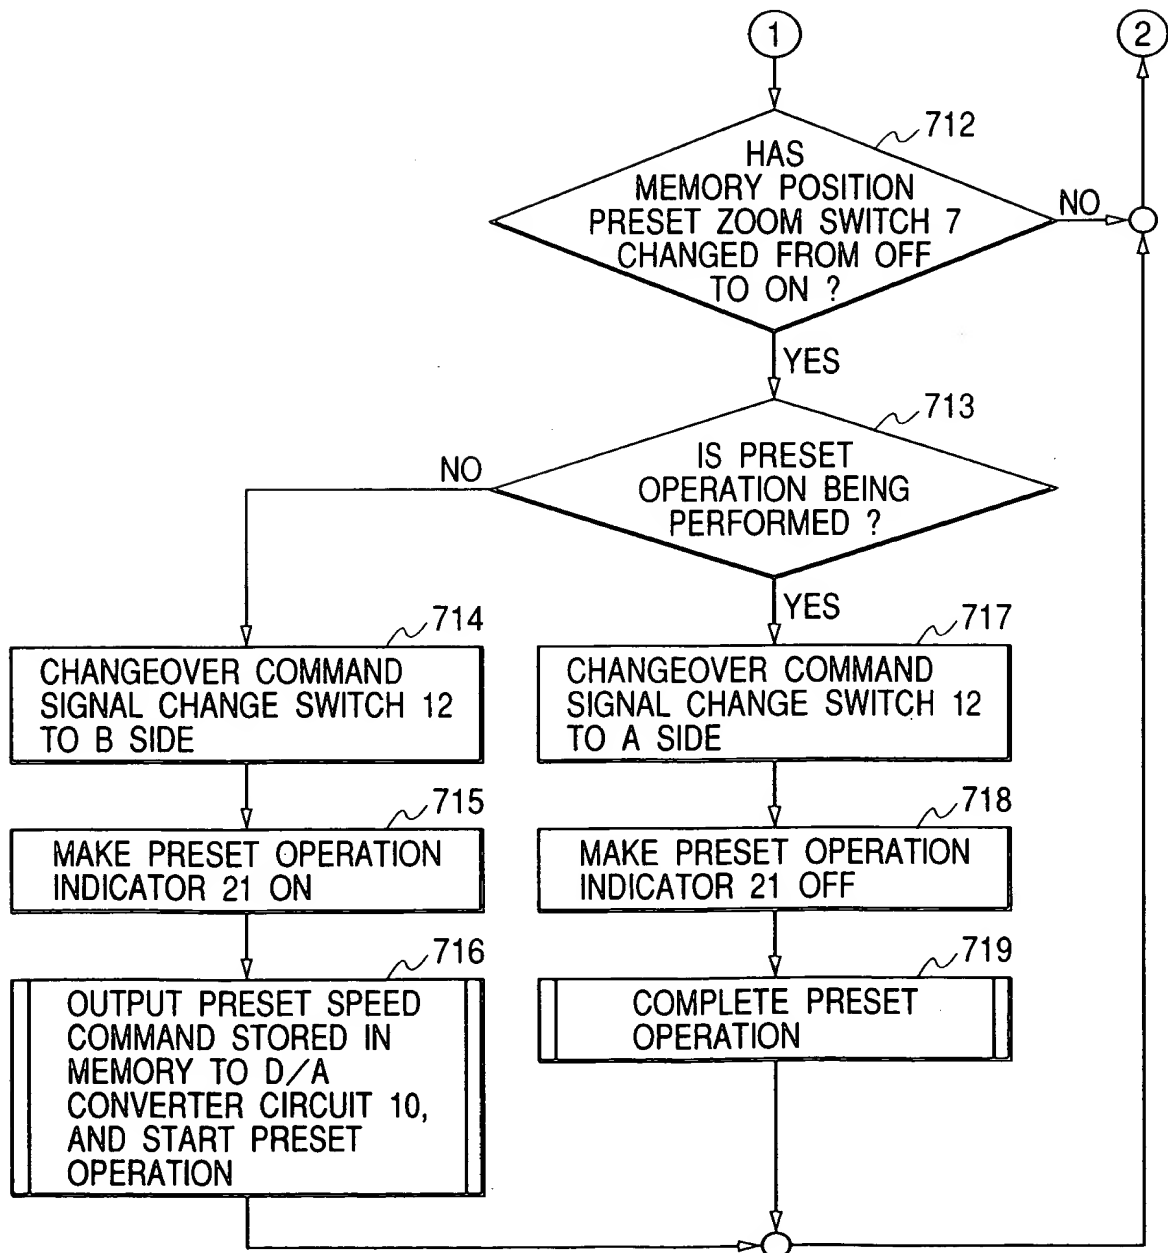 1
2
712
HAS
MEMORY POSITION
PRESET ZOOM SWITCH 7
CHANGED FROM OFF
TO ON ?
NO
YES
713
IS PRESET
OPERATION BEING
PERFORMED ?
NO
YES
714
CHANGEOVER COMMAND
SIGNAL CHANGE SWITCH 12
TO B SIDE
715
MAKE PRESET OPERATION
INDICATOR 21 ON
716
OUTPUT PRESET SPEED
COMMAND STORED IN
MEMORY TO D/A
CONVERTER CIRCUIT 10,
AND START PRESET
OPERATION
717
CHANGEOVER COMMAND
SIGNAL CHANGE SWITCH 12
TO A SIDE
718
MAKE PRESET OPERATION
INDICATOR 21 OFF
719
COMPLETE PRESET
OPERATION